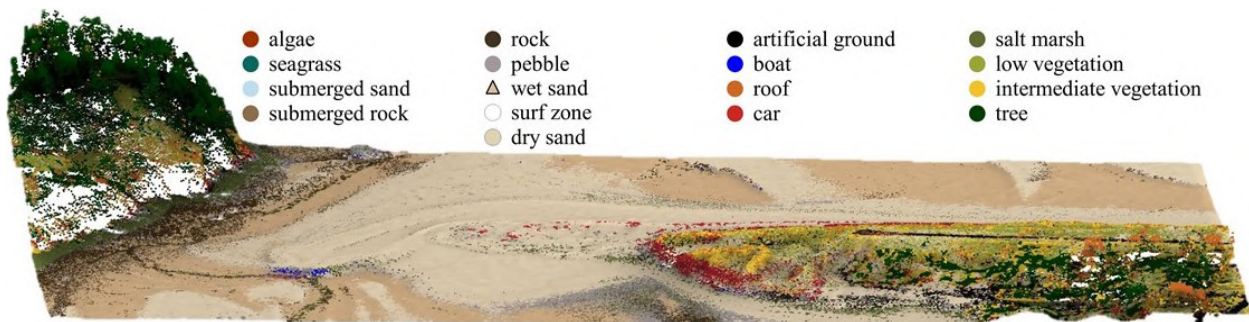 algae
seagrass
submerged sand
submerged rock
rock
pebble
wet sand
surf zone
dry sand
artificial ground
boat
roof
car
salt marsh
low vegetation
intermediate vegetation
tree